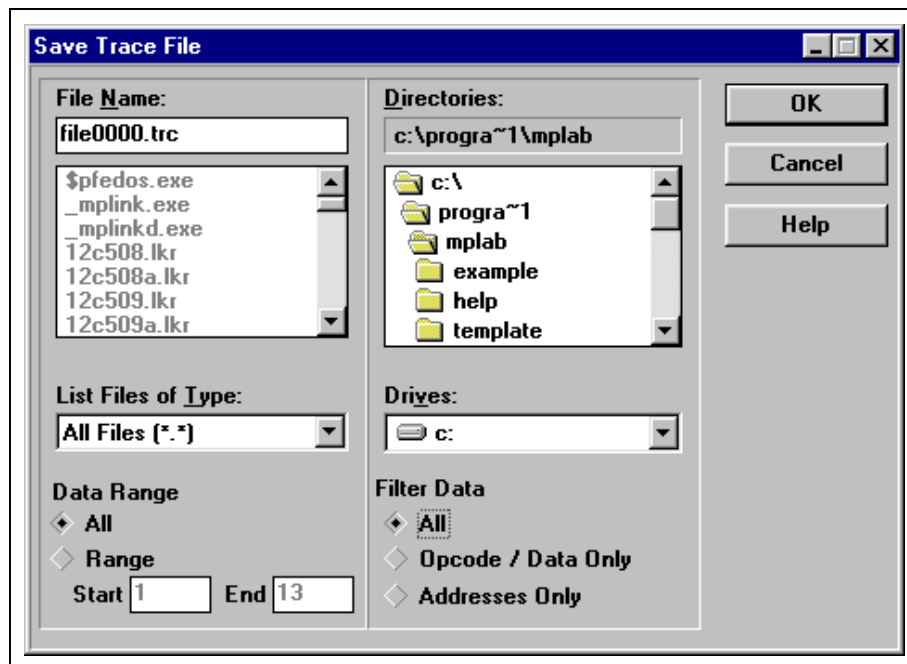 Save Trace File
File Name:
file0000.trc
$pfedos.exe
_mplink.exe
_mplinkd.exe
12c508.lkr
12c508a.lkr
12c509.lkr
12c509a.lkr
List Files of Type:
All Files (*.*)
Data Range
All
Range
Start 1 End 13
Directories:
c:\progra~1\mplab
c:\
progra~1
mplab
example
help
template
Drives:
c:
Filter Data
All
Opcode / Data Only
Addresses Only
OK
Cancel
Help